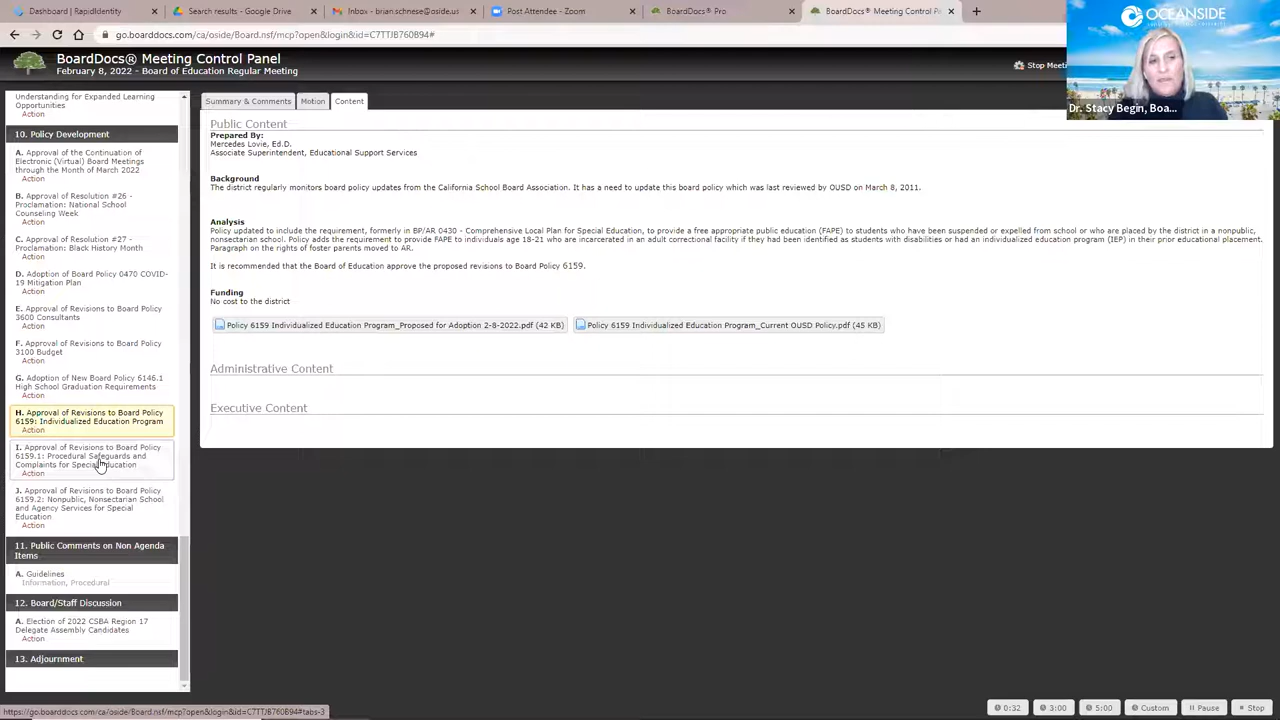 Dashboard | RapidIdentity
Search results - Google Drive
Inbox - brian.schnese@oside.us
Post Attendee - Zoom
BoardDocs® Pro
BoardDocs® Meeting Control P
go.boarddocs.com/ca/oside/Board.nsf/mcp?open&login&id=C7TTJB760B94#
OCEANSIDE
BoardDocs® Meeting Control Panel
February 8, 2022 - Board of Education Regular Meeting
Stop Meeti
Dr. Stacy Begin, Boa...
Understanding for Expanded Learning
Opportunities
Action
10. Policy Development
A. Approval of the Continuation of
Electronic (Virtual) Board Meetings
through the Month of March 2022
Action
B. Approval of Resolution #26 -
Proclamation: National School
Counseling Week
Action
C. Approval of Resolution #27 -
Proclamation: Black History Month
Action
D. Adoption of Board Policy 0470 COVID-
19 Mitigation Plan
Action
E. Approval of Revisions to Board Policy
3600 Consultants
Action
F. Approval of Revisions to Board Policy
3100 Budget
Action
G. Adoption of New Board Policy 6146.1
High School Graduation Requirements
Action
H. Approval of Revisions to Board Policy
6159: Individualized Education Program
Action
I. Approval of Revisions to Board Policy
6159.1: Procedural Safeguards and
Complaints for Special Education
Action
J. Approval of Revisions to Board Policy
6159.2: Nonpublic, Nonsectarian School
and Agency Services for Special
Education
Action
11. Public Comments on Non Agenda
Items
A. Guidelines
Information, Procedural
12. Board/Staff Discussion
A. Election of 2022 CSBA Region 17
Delegate Assembly Candidates
Action
13. Adjournment
Summary & Comments
Motion
Content
Public Content
Prepared By:
Mercedes Lovie, Ed.D.
Associate Superintendent, Educational Support Services
Background
The district regularly monitors board policy updates from the California School Board Association. It has a need to update this board policy which was last reviewed by OUSD on March 8, 2011.
Analysis
Policy updated to include the requirement, formerly in BP/AR 0430 - Comprehensive Local Plan for Special Education, to provide a free appropriate public education (FAPE) to students who have been suspended or expelled from school or who are placed by the district in a nonpublic,
nonsectarian school. Policy adds the requirement to provide FAPE to individuals age 18-21 who are incarcerated in an adult correctional facility if they had been identified as students with disabilities or had an individualized education program (IEP) in their prior educational placement.
Paragraph on the rights of foster parents moved to AR.
It is recommended that the Board of Education approve the proposed revisions to Board Policy 6159.
Funding
No cost to the district
Policy 6159 Individualized Education Program_Proposed for Adoption 2-8-2022.pdf (42 KB)
Policy 6159 Individualized Education Program_Current OUSD Policy.pdf (45 KB)
Administrative Content
Executive Content
https://go.boarddocs.com/ca/oside/Board.nsf/mcp?open&login&id=C7TTJB760B94#tabs-3
0:32
3:00
5:00
Custom
Pause
Stop